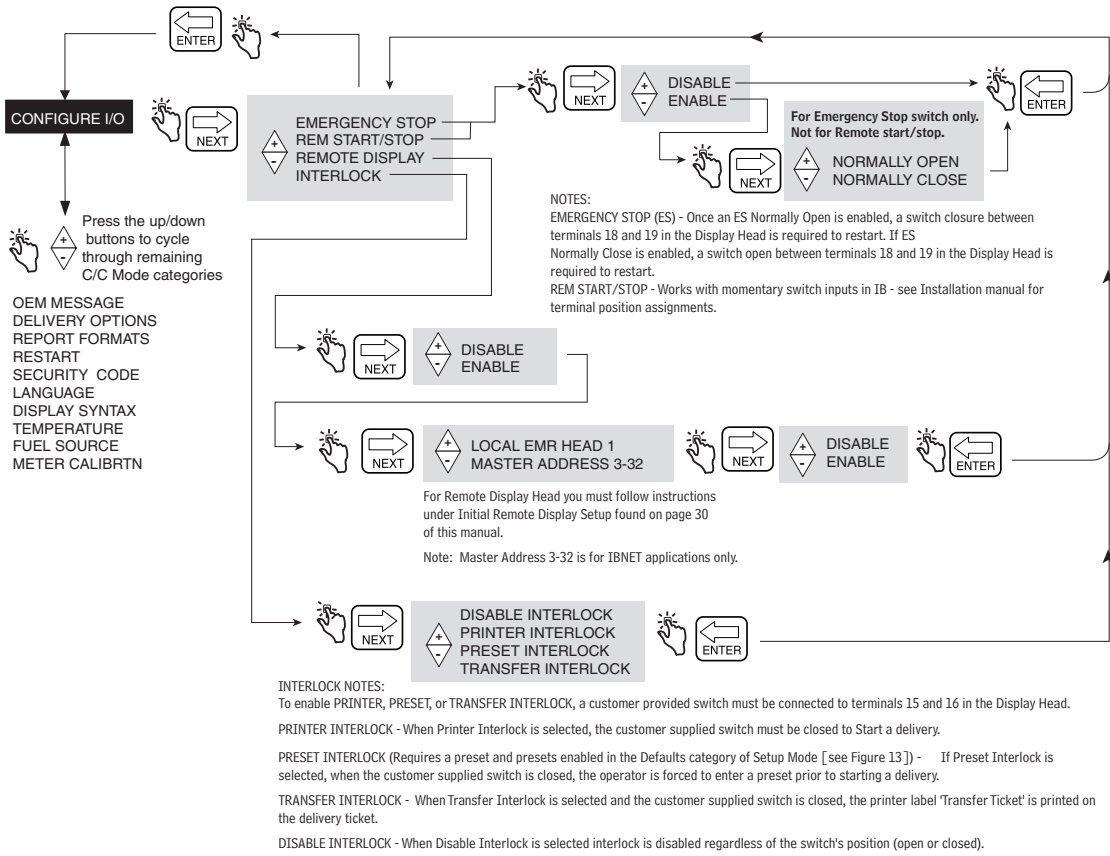 ENTER
CONFIGURE I/O
NEXT
EMERGENCY STOP
REM START/STOP
REMOTE DISPLAY
INTERLOCK
NEXT
DISABLE
ENABLE
ENTER
For Emergency Stop switch only.
Not for Remote start/stop.
NEXT
NORMALLY OPEN
NORMALLY CLOSE
Press the up/down
buttons to cycle
through remaining
C/C Mode categories
OEM MESSAGE
DELIVERY OPTIONS
REPORT FORMATS
RESTART
SECURITY CODE
LANGUAGE
DISPLAY SYNTAX
TEMPERATURE
FUEL SOURCE
METER CALIBRTN
NOTES:
EMERGENCY STOP (ES) - Once an ES Normally Open is enabled, a switch closure between
terminals 18 and 19 in the Display Head is required to restart. If ES
Normally Close is enabled, a switch open between terminals 18 and 19 in the Display Head is
required to restart.
REM START/STOP - Works with momentary switch inputs in IB - see Installation manual for
terminal position assignments.
NEXT
DISABLE
ENABLE
NEXT
LOCAL EMR HEAD 1
MASTER ADDRESS 3-32
NEXT
DISABLE
ENABLE
ENTER
For Remote Display Head you must follow instructions
under Initial Remote Display Setup found on page 30
of this manual.
Note: Master Address 3-32 is for IBNET applications only.
NEXT
DISABLE INTERLOCK
PRINTER INTERLOCK
PRESET INTERLOCK
TRANSFER INTERLOCK
ENTER
INTERLOCK NOTES:
To enable PRINTER, PRESET, or TRANSFER INTERLOCK, a customer provided switch must be connected to terminals 15 and 16 in the Display Head.
PRINTER INTERLOCK - When Printer Interlock is selected, the customer supplied switch must be closed to Start a delivery.
PRESET INTERLOCK (Requires a preset and presets enabled in the Defaults category of Setup Mode [see Figure 13]) - If Preset Interlock is
selected, when the customer supplied switch is closed, the operator is forced to enter a preset prior to starting a delivery.
TRANSFER INTERLOCK - When Transfer Interlock is selected and the customer supplied switch is closed, the printer label 'Transfer Ticket' is printed on
the delivery ticket.
DISABLE INTERLOCK - When Disable Interlock is selected interlock is disabled regardless of the switch's position (open or closed).